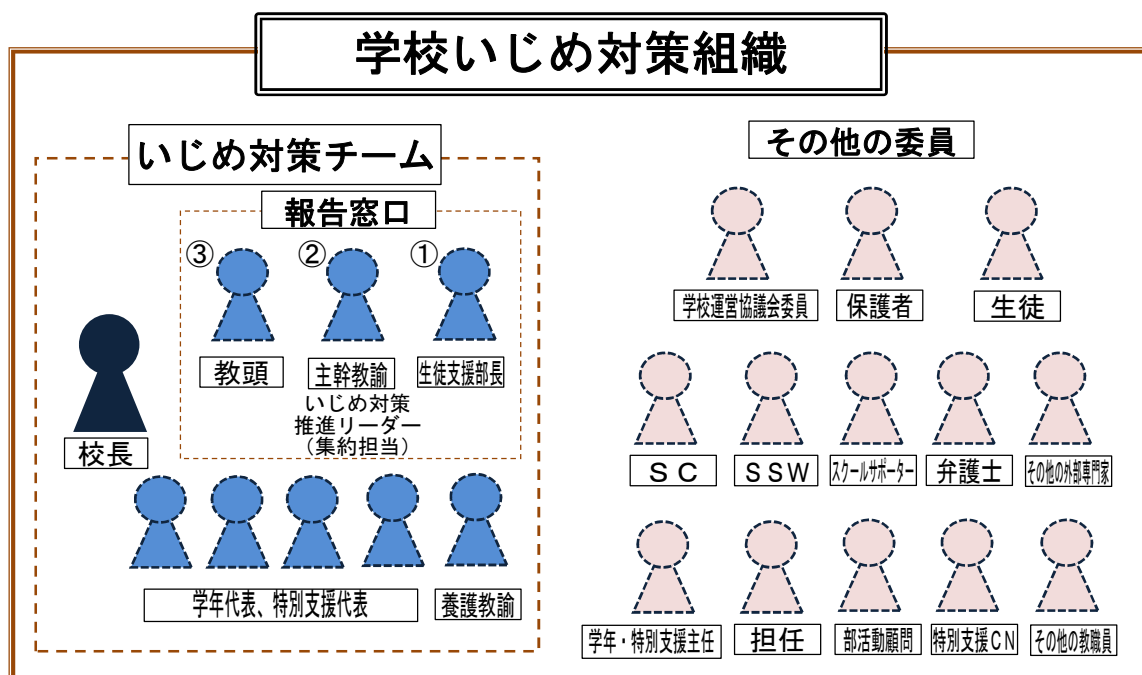 学校いじめ対策組織
いじめ対策チーム
報告窓口
③ ② ①
教頭 主幹教諭 生徒支援部長
いじめ対策
推進リーダー
(集約担当)
校長
学年代表、特別支援代表 養護教諭
その他の委員
学校運営協議会委員 保護者 生徒
ＳＣ ＳＳＷ スクールサポーター 弁護士 その他の外部専門家
学年・特別支援主任 担任 部活動顧問 特別支援ＣＮ その他の教職員